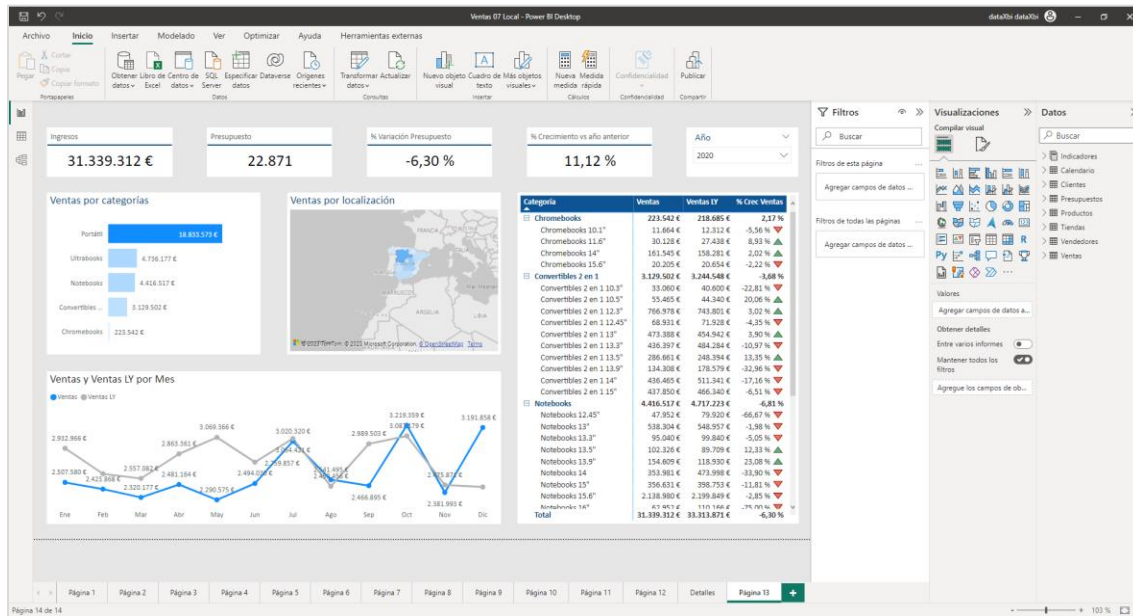 Ventas 07 Local - Power BI Desktop
dataXbi dataXbi
Archivo Inicio Insertar Modelado Ver Optimizar Ayuda Herramientas externas
Pegar
Cortar
Copiar
Copiar formato
Portapapeles
Obtener datos
Libro de Excel
Centro de datos
SQL Server
Especificar datos
Dataverse
Orígenes recientes
Datos
Transformar datos
Actualizar
Consultas
Nuevo objeto visual
Cuadro de texto
Más objetos visuales
Insertar
Nueva medida
Medida rápida
Cálculos
Confidencialidad
Confidencialidad
Publicar
Compartir
Ingresos
31.339.312 €
Presupuesto
22.871
% Variación Presupuesto
-6,30 %
% Crecimiento vs año anterior
11,12 %
Año
2020
Ventas por categorías
Portátil 18.833.573 €
Ultrabooks 4.736.177 €
Notebooks 4.416.517 €
Convertibles ... 3.129.502 €
Chromebooks 223.542 €
Ventas por localización
FRANCIA
MARRUECOS
ARGELIA
LIBIA
© 2023 TomTom, © 2023 Microsoft Corporation, © OpenStreetMap Terms
Ventas y Ventas LY por Mes
Ventas Ventas LY
2.932.966 €
2.507.580 €
2.425.868 €
2.557.082 €
2.320.177 €
2.863.361 €
2.481.164 €
3.069.366 €
2.290.575 €
3.020.320 €
2.989.503 €
2.466.895 €
3.219.359 €
2.381.993 €
3.191.858 €
Ene Feb Mar Abr May Jun Jul Ago Sep Oct Nov Dic
Categoría Ventas Ventas LY % Crec Ventas
Chromebooks 223.542 € 218.685 € 2,17 %
Chromebooks 10.1" 11.664 € 12.312 € -5,56 %
Chromebooks 11.6" 30.128 € 27.438 € 8,93 %
Chromebooks 14" 161.545 € 158.281 € 2,02 %
Chromebooks 15.6" 20.205 € 20.654 € -2,22 %
Convertibles 2 en 1 3.129.502 € 3.244.548 € -3,68 %
Convertibles 2 en 1 10.3" 33.060 € 40.600 € -22,81 %
Convertibles 2 en 1 10.5" 55.465 € 44.340 € 20,06 %
Convertibles 2 en 1 12.3" 766.978 € 743.801 € 3,02 %
Convertibles 2 en 1 12.45" 68.931 € 71.928 € -4,35 %
Convertibles 2 en 1 13" 473.388 € 454.942 € 3,90 %
Convertibles 2 en 1 13.3" 436.397 € 484.284 € -10,97 %
Convertibles 2 en 1 13.5" 286.661 € 248.394 € 13,35 %
Convertibles 2 en 1 13.9" 134.308 € 178.579 € -32,96 %
Convertibles 2 en 1 14" 436.465 € 511.341 € -17,16 %
Convertibles 2 en 1 15" 437.850 € 466.340 € -6,51 %
Notebooks 4.416.517 € 4.717.223 € -6,81 %
Notebooks 12.45" 47.952 € 79.920 € -66,67 %
Notebooks 13" 538.304 € 548.957 € -1,98 %
Notebooks 13.3" 95.040 € 99.840 € -5,05 %
Notebooks 13.5" 102.326 € 89.709 € 12,33 %
Notebooks 13.9" 154.609 € 118.930 € 23,08 %
Notebooks 14 353.981 € 473.998 € -33,90 %
Notebooks 15" 356.631 € 398.753 € -11,81 %
Notebooks 15.6" 2.138.980 € 2.199.849 € -2,85 %
Notebooks 16" 62.952 € 110.166 € -75,00 %
Total 31.339.312 € 33.313.871 € -6,30 %
Filtros
Buscar
Filtros de esta página ...
Agregar campos de datos ...
Filtros de todas las páginas ...
Agregar campos de datos ...
Visualizaciones
Compilar visual
R
Py
Valores
Agregar campos de datos a...
Obtener detalles
Entre varios informes
Mantener todos los filtros
Agregue los campos de ob...
Datos
Buscar
Indicadores
Calendario
Clientes
Presupuestos
Productos
Tiendas
Vendedores
Ventas
Página 1 Página 2 Página 3 Página 4 Página 5 Página 6 Página 7 Página 8 Página 9 Página 10 Página 11 Página 12 Detalles Página 13
Página 14 de 14
103 %